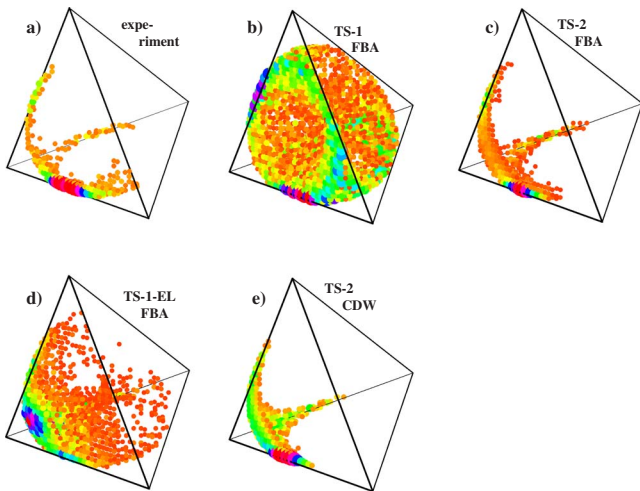 a)
expe-
riment
b)
TS-1
FBA
c)
TS-2
FBA
d)
TS-1-EL
FBA
e)
TS-2
CDW